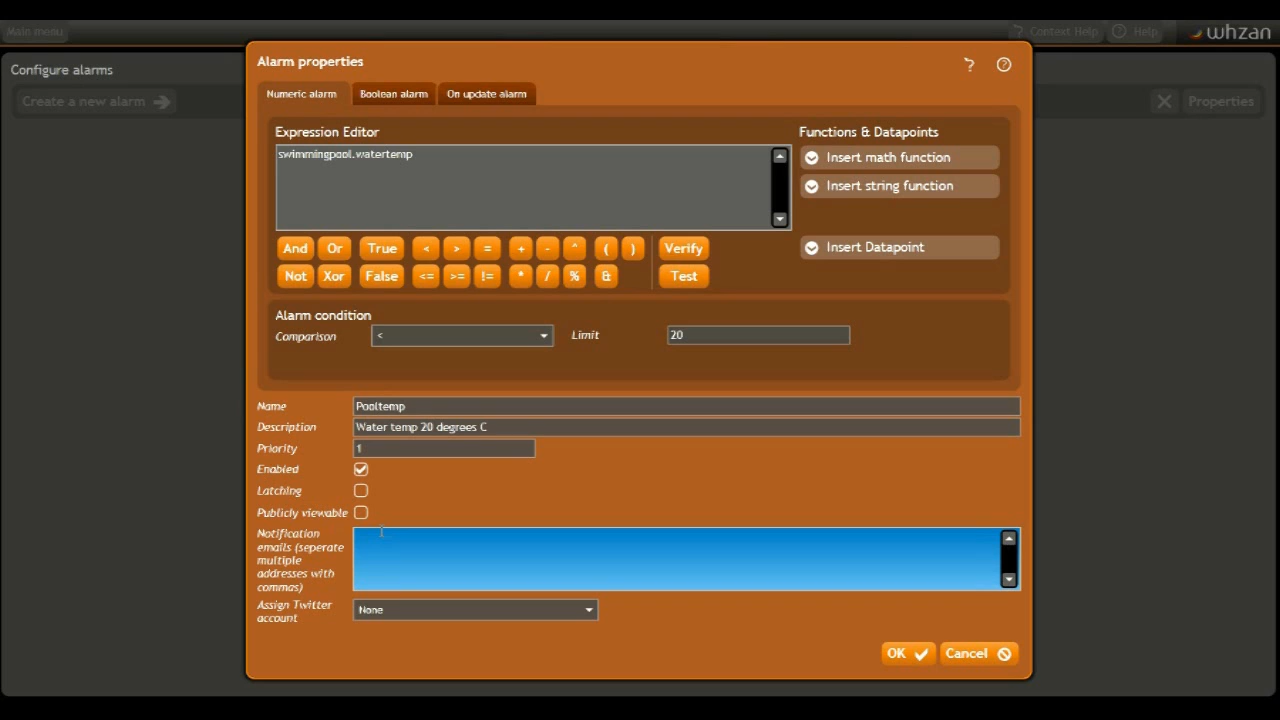 Main menu
Context Help
Help
whzan
Configure alarms
Create a new alarm
Properties
Alarm properties
Numeric alarm
Boolean alarm
On update alarm
Expression Editor
swimmingpool.watertemp
Functions & Datapoints
Insert math function
Insert string function
Insert Datapoint
And Or True < > = + - ^ ( ) Verify
Not Xor False <= >= != * / % & Test
Alarm condition
Comparison < Limit 20
Name Pooltemp
Description Water temp 20 degrees C
Priority 1
Enabled
Latching
Publicly viewable
Notification
emails (seperate
multiple
addresses with
commas)
Assign Twitter
account
None
OK Cancel